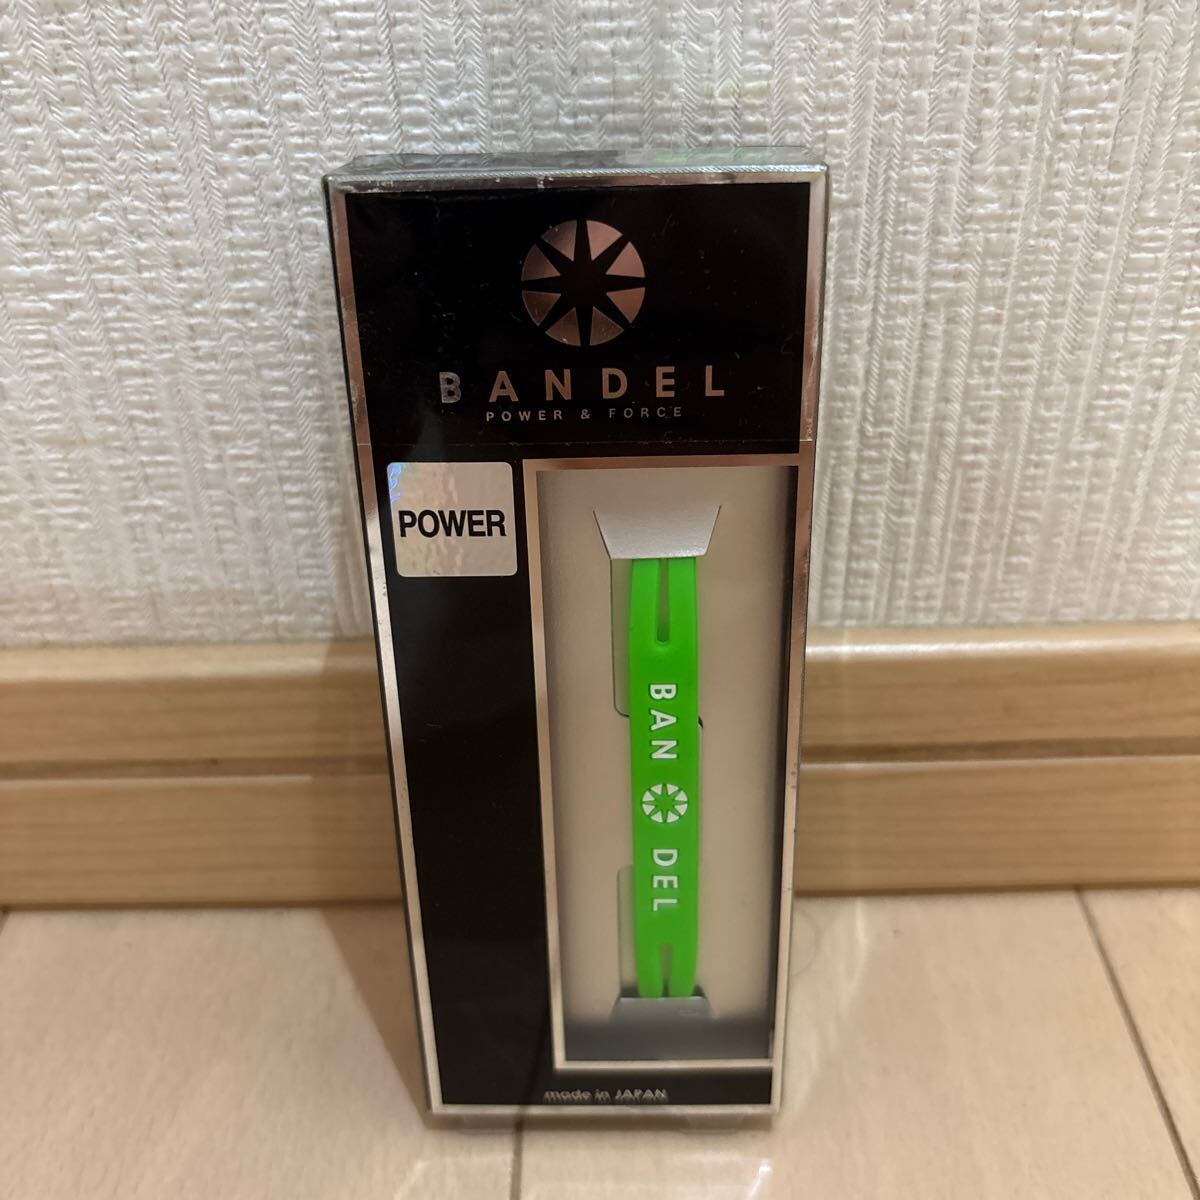 BANDEL
POWER & FORCE
POWER
BAN DEL
made in JAPAN